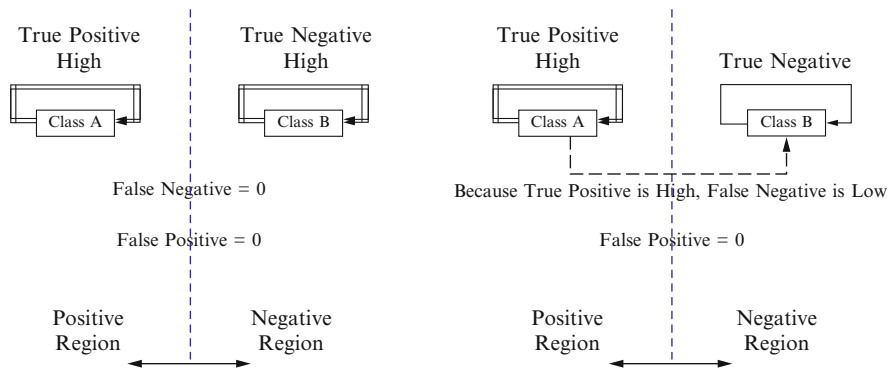 True Positive
High
Class A
True Negative
High
Class B
False Negative = 0
False Positive = 0
Positive
Region
Negative
Region
True Positive
High
Class A
True Negative
Class B
Because True Positive is High, False Negative is Low
False Positive = 0
Positive
Region
Negative
Region